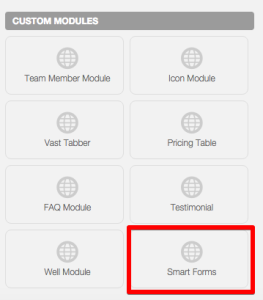 CUSTOM MODULES
Team Member Module
Icon Module
Vast Tabber
Pricing Table
FAQ Module
Testimonial
Well Module
Smart Forms